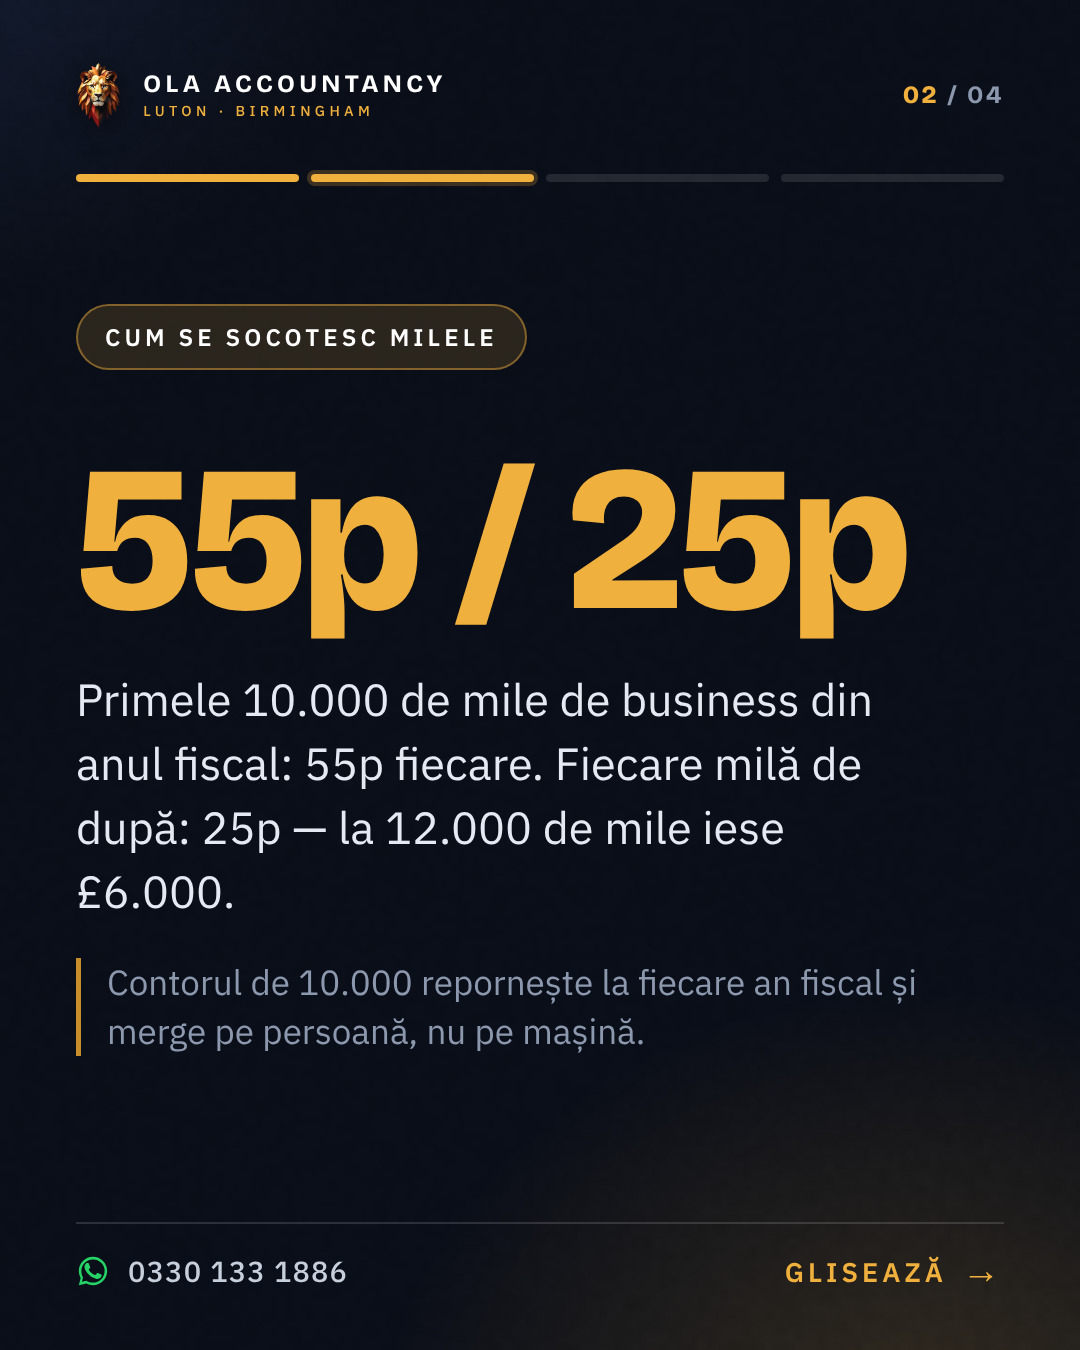 OLA ACCOUNTANCY
LUTON · BIRMINGHAM
02 / 04
CUM SE SOCOTESC MILELE
55p / 25p
Primele 10.000 de mile de business din
anul fiscal: 55p fiecare. Fiecare milă de
după: 25p — la 12.000 de mile iese
£6.000.
Contorul de 10.000 repornește la fiecare an fiscal și
merge pe persoană, nu pe mașină.
0330 133 1886
GLISEAZĂ →